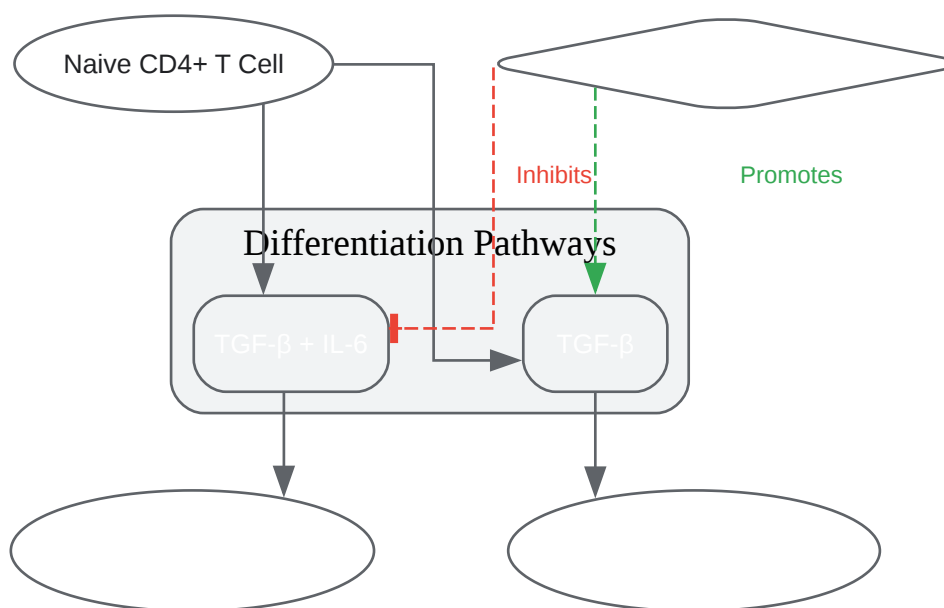 Naive CD4+ T Cell
Inhibits
Promotes
Differentiation Pathways
TGF-β + IL-6
TGF-β